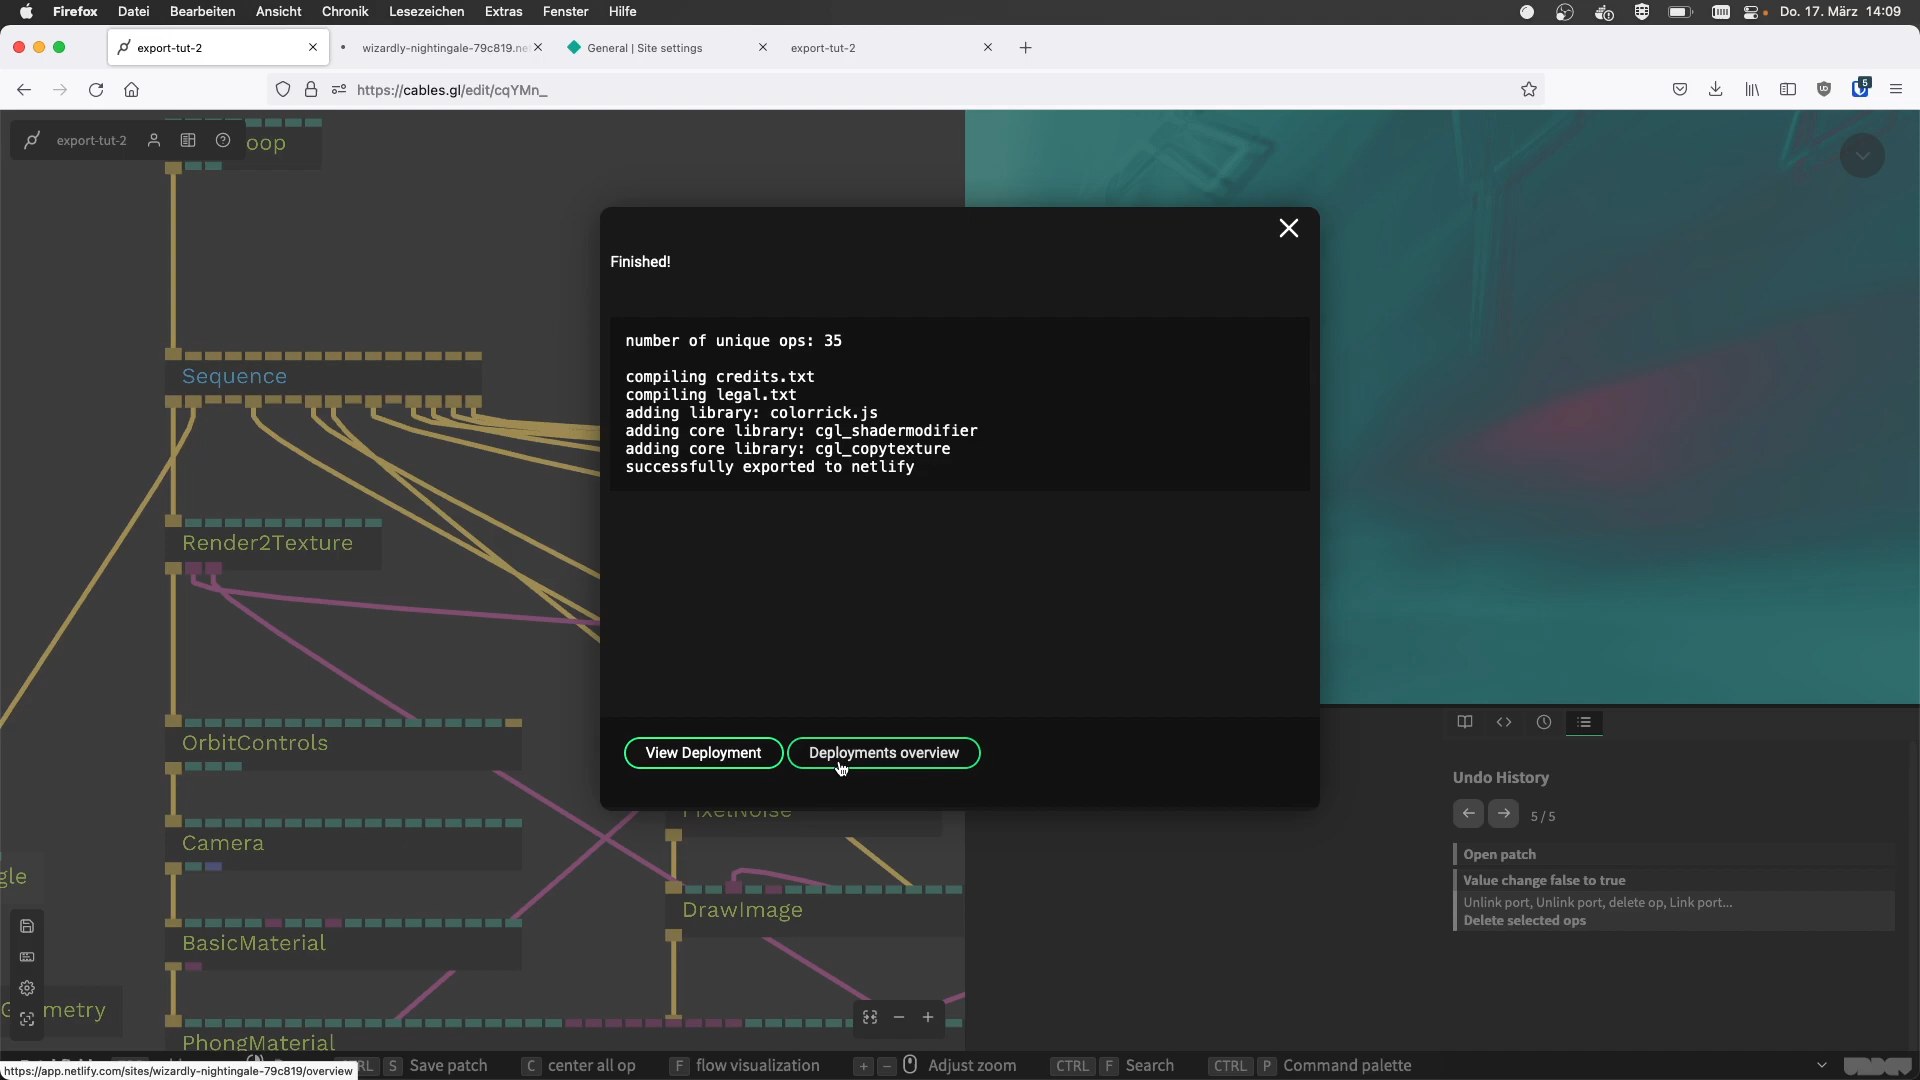 Firefox Datei Bearbeiten Ansicht Chronik Lesezeichen Extras Fenster Hilfe Do. 17. März 14:09
export-tut-2 wizardly-nightingale-79c819.ne General | Site settings export-tut-2
https://cables.gl/edit/cqYMn_ 5
export-tut-2 oop
Finished!
number of unique ops: 35
compiling credits.txt
compiling legal.txt
adding library: colorrick.js
adding core library: cgl_shadermodifier
adding core library: cgl_copytexture
successfully exported to netlify
View Deployment Deployments overview
Sequence
Render2Texture
OrbitControls
Camera
gle
BasicMaterial
metry
PhongMaterial
PixelNoise
DrawImage
Undo History
5/5
Open patch
Value change false to true
Unlink port, Unlink port, delete op, Link port...
Delete selected ops
S Save patch C center all op F flow visualization + - Adjust zoom CTRL F Search CTRL P Command palette
https://app.netlify.com/sites/wizardly-nightingale-79c819/overview